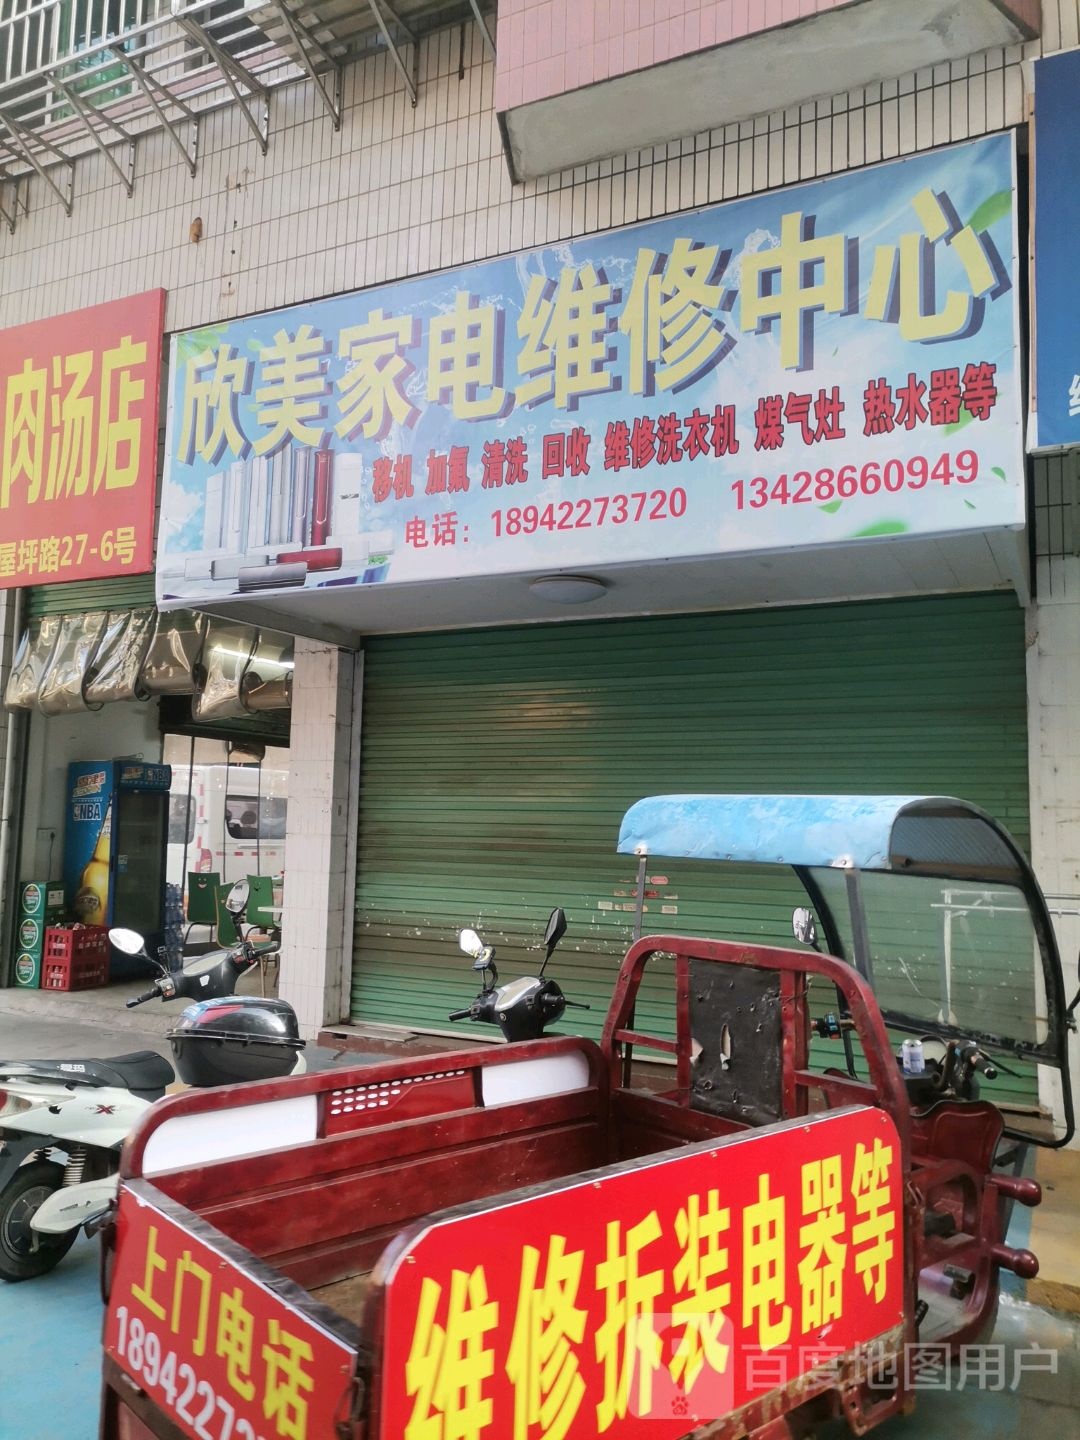 欣美家电维修中心
移机 加氟 清洗 回收 维修洗衣机 煤气灶 热水器等
电话：18942273720 13428660949
肉汤店
屋坪路27-6号
NBA
上门电话
维修拆装电器等
百度地图用户